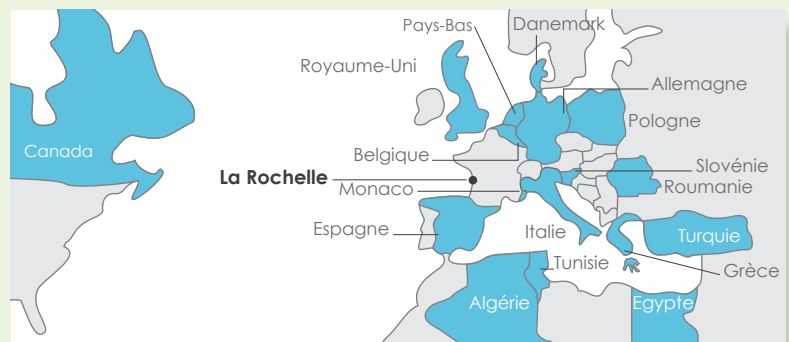 Pays-Bas
Danemark
Royaume-Uni
Allemagne
Pologne
Canada
Belgique
Slovénie
La Rochelle
Monaco
Roumanie
Espagne
Italie
Turquie
Tunisie
Grèce
Algérie
Egypte